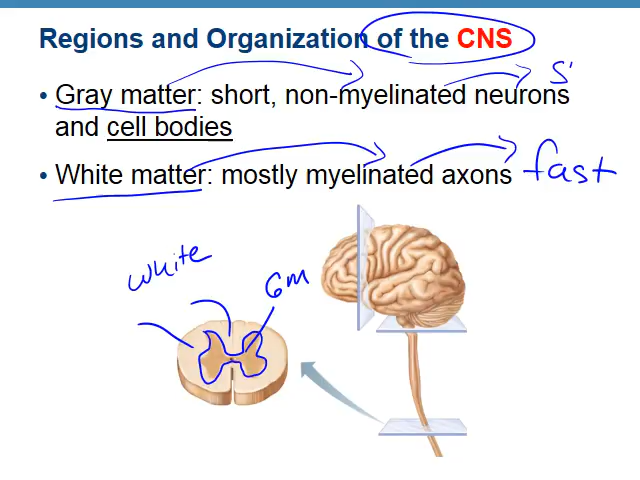 Regions and Organization of the CNS
• Gray matter: short, non-myelinated neurons
and cell bodies
• White matter: mostly myelinated axons
fast
white
GM